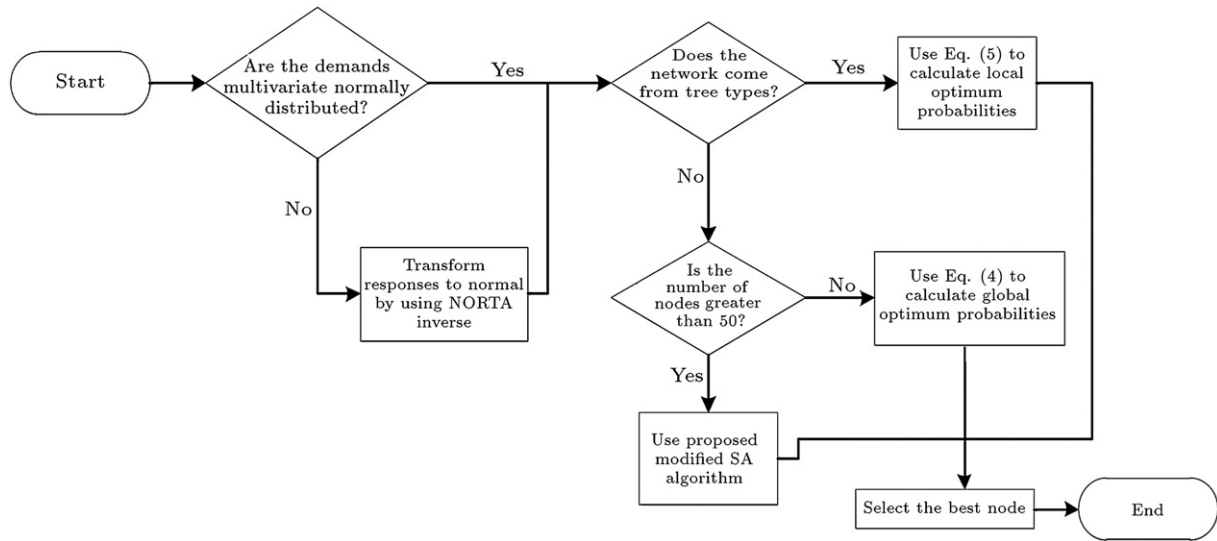 Start
Are the demands
multivariate normally
distributed?
Yes
No
Transform
responses to normal
by using NORTA
inverse
Does the
network come
from tree types?
Yes
Use Eq. (5) to
calculate local
optimum
probabilities
No
Is the
number of
nodes greater
than 50?
No
Use Eq. (4) to
calculate global
optimum probabilities
Yes
Use proposed
modified SA
algorithm
Select the best node
End